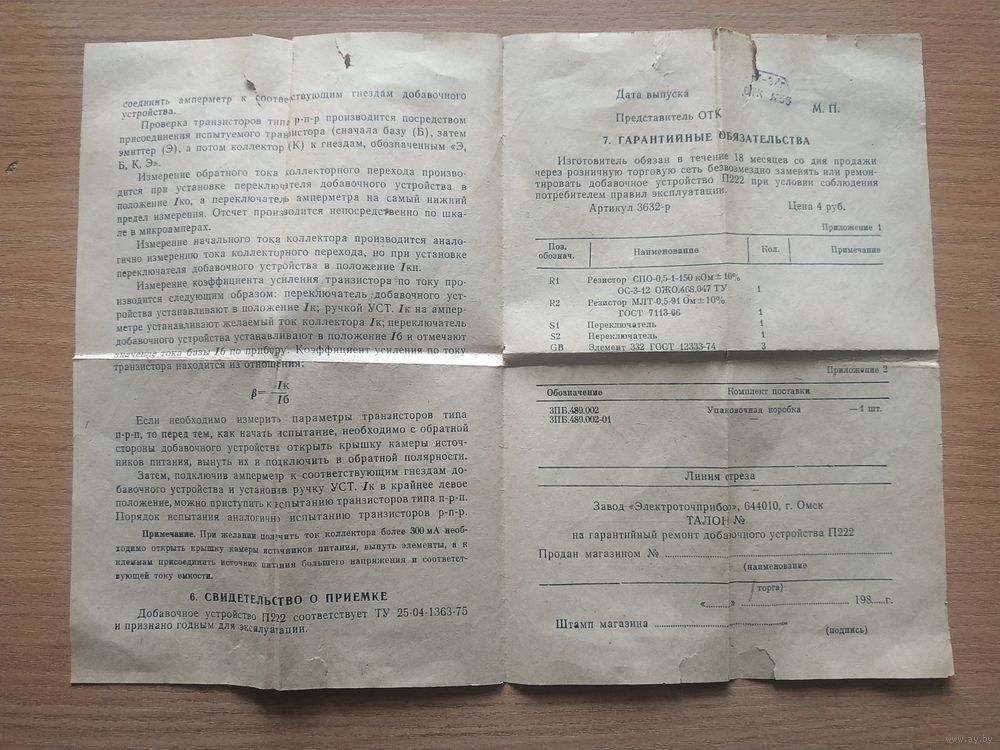 соединить амперметр к соответствующим гнездам добавочного
устройства.
Проверка транзисторов типа р-п-р производится посредством
присоединения испытуемого транзистора (сначала базу (Б), затем
эмиттер (Э), а потом коллектор (К) к гнездам, обозначенным «Э,
Б, К, Э».
Измерение обратного тока коллекторного перехода произво-
дится при установке переключателя добавочного устройства в
положение Iко, а переключатель амперметра на самый нижний
предел измерения. Отсчет производится непосредственно по шка-
ле в микроамперах.
Измерение начального тока коллектора производится анало-
гично измерению тока коллекторного перехода, но при установке
переключателя добавочного устройства в положение Iкн.
Измерение коэффициента усиления транзистора по току про-
изводится следующим образом: переключатель добавочного уст-
ройства устанавливают в положение Iк; ручкой УСТ. Iк на ампер-
метре устанавливают желаемый ток коллектора Iк; переключатель
добавочного устройства устанавливают в положение Iб и отмечают
значение тока базы Iб по прибору. Коэффициент усиления по току
транзистора находится из отношения:
β= Iк
Iб
Если необходимо измерить параметры транзисторов типа
п-р-п, то перед тем, как начать испытание, необходимо с обратной
стороны добавочного устройства открыть крышку камеры источ-
ников питания, вынуть их и подключить в обратной полярности.
Затем, подключив амперметр к соответствующим гнездам до-
бавочного устройства и установив ручку УСТ. Iк в крайнее левое
положение, можно приступить к испытанию транзисторов типа п-р-п.
Порядок испытания аналогичен испытанию транзисторов р-п-р.
Примечание. При желании получить ток коллектора более 300 мА необ-
ходимо открыть крышку камеры источников питания, вынуть элементы, а к
клеммам присоединить источник питания большего напряжения и соответст-
вующей току емкости.
6. СВИДЕТЕЛЬСТВО О ПРИЕМКЕ
Добавочное устройство П222 соответствует ТУ 25-04-1363-75
и признано годным для эксплуатации.
Дата выпуска
Представитель ОТК
М. П.
7. ГАРАНТИЙНЫЕ ОБЯЗАТЕЛЬСТВА
Изготовитель обязан в течение 18 месяцев со дня продажи
через розничную торговую сеть безвозмездно заменять или ремон-
тировать добавочное устройство П222 при условии соблюдения
потребителем правил эксплуатации.
Артикул 3632-р Цена 4 руб.
Приложение 1
Поз. обознач. Наименование Кол. Примечание
R1 Резистор СПО-0,5-1-150 кОм±10%
ОС-3-12 ОЖО.468.047 ТУ 1
R2 Резистор МЛТ-0,5-91 Ом±10%
ГОСТ 7113-66 1
S1 Переключатель 1
S2 Переключатель 1
GB Элемент 332 ГОСТ 12333-74 3
Приложение 2
Обозначение Комплект поставки
3ПБ.489.002 Упаковочная коробка —1 шт.
3ПБ.489.002-01
Линия отреза
Завод «Электроточприбор», 644010, г. Омск
ТАЛОН №
на гарантийный ремонт добавочного устройства П222
Продан магазином №
(наименование
торга)
«......» 198.....г.
Штамп магазина
(подпись)
www.ay.by